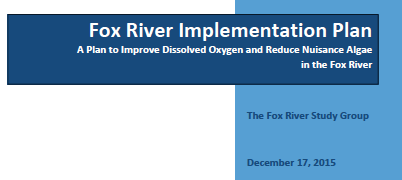 Fox River Implementation Plan
A Plan to Improve Dissolved Oxygen and Reduce Nuisance Algae
in the Fox River
The Fox River Study Group
December 17, 2015